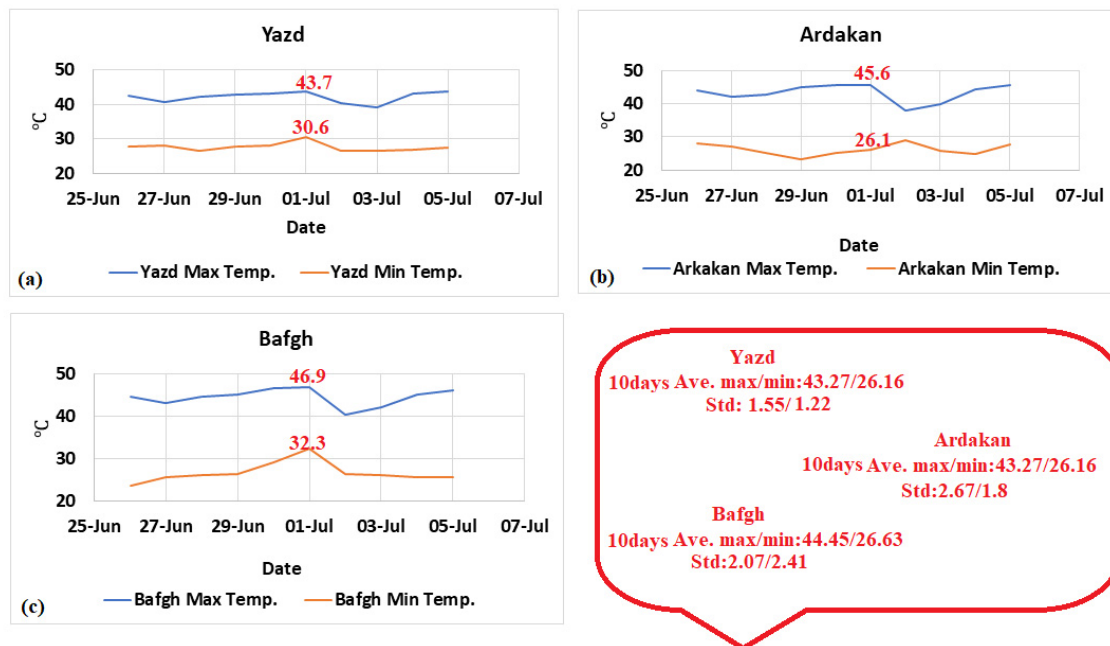 Yazd
50
43.7
40
30.6
30
20
°C
25-Jun 27-Jun 29-Jun 01-Jul 03-Jul 05-Jul 07-Jul
Date
Yazd Max Temp. Yazd Min Temp.
(a)
Ardakan
50
45.6
40
30
26.1
20
°C
25-Jun 27-Jun 29-Jun 01-Jul 03-Jul 05-Jul 07-Jul
Date
Arkakan Max Temp. Arkakan Min Temp.
(b)
Bafgh
50
46.9
40
32.3
30
20
°C
25-Jun 27-Jun 29-Jun 01-Jul 03-Jul 05-Jul 07-Jul
Date
Bafgh Max Temp. Bafgh Min Temp.
(c)
Yazd
10days Ave. max/min:43.27/26.16
Std: 1.55/ 1.22
Ardakan
10days Ave. max/min:43.27/26.16
Std:2.67/1.8
Bafgh
10days Ave. max/min:44.45/26.63
Std:2.07/2.41